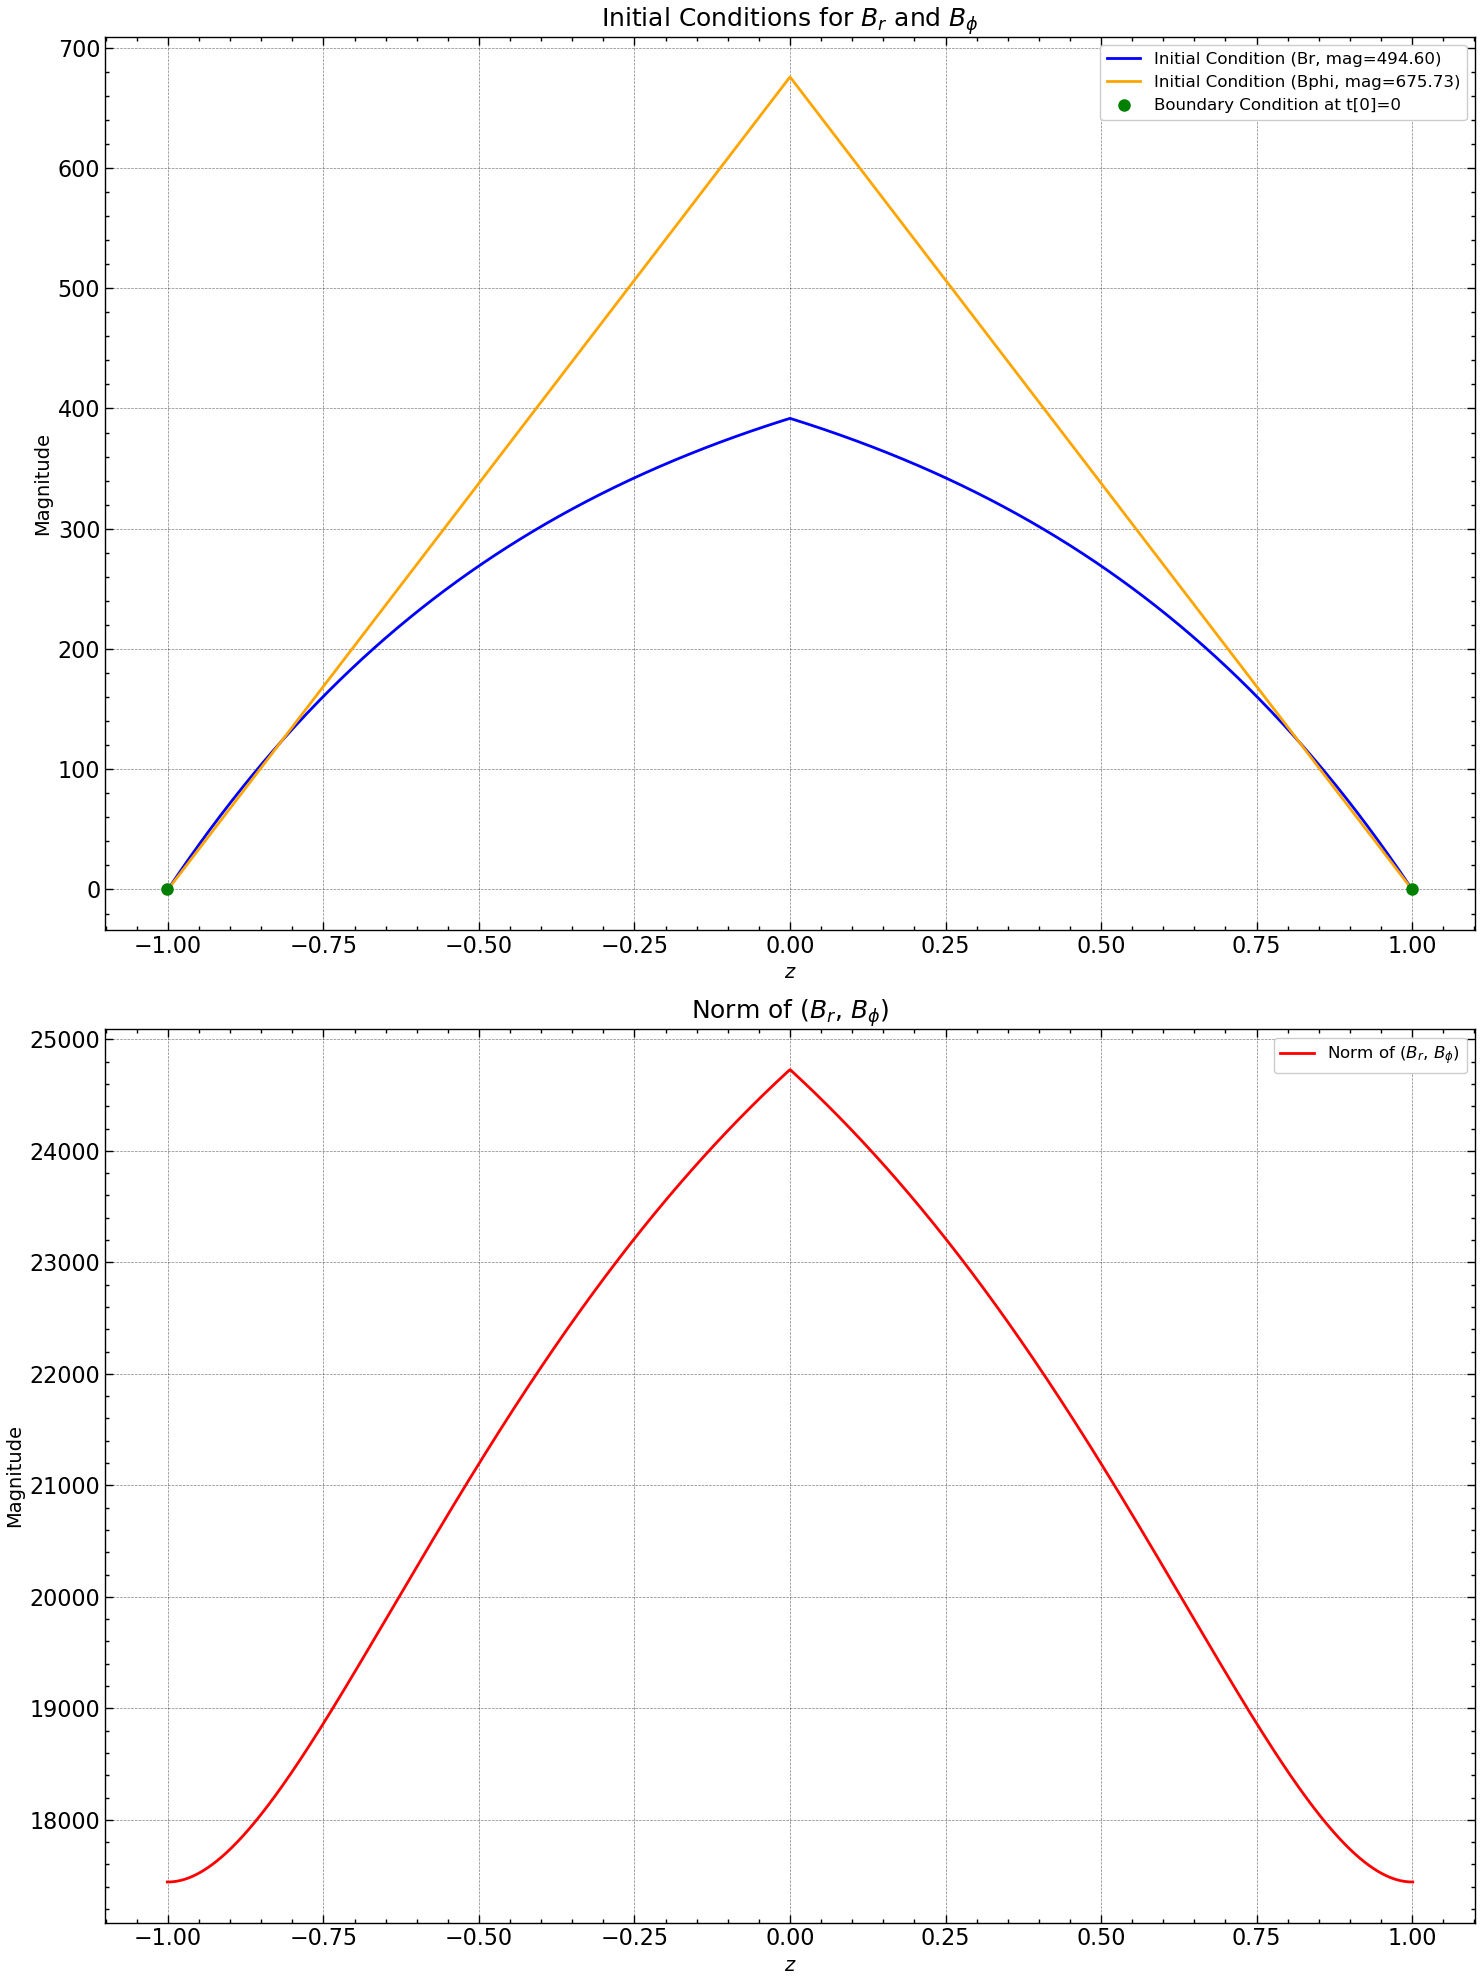 Initial Conditions for $B_r$ and $B_\phi$
700
600
500
400
300
200
100
0
Magnitude
Initial Condition (Br, mag=494.60)
Initial Condition (Bphi, mag=675.73)
Boundary Condition at t[0]=0
−1.00 −0.75 −0.50 −0.25 0.00 0.25 0.50 0.75 1.00
z
Norm of ($B_r$, $B_\phi$)
25000
24000
23000
22000
21000
20000
19000
18000
Magnitude
Norm of ($B_r$, $B_\phi$)
−1.00 −0.75 −0.50 −0.25 0.00 0.25 0.50 0.75 1.00
z